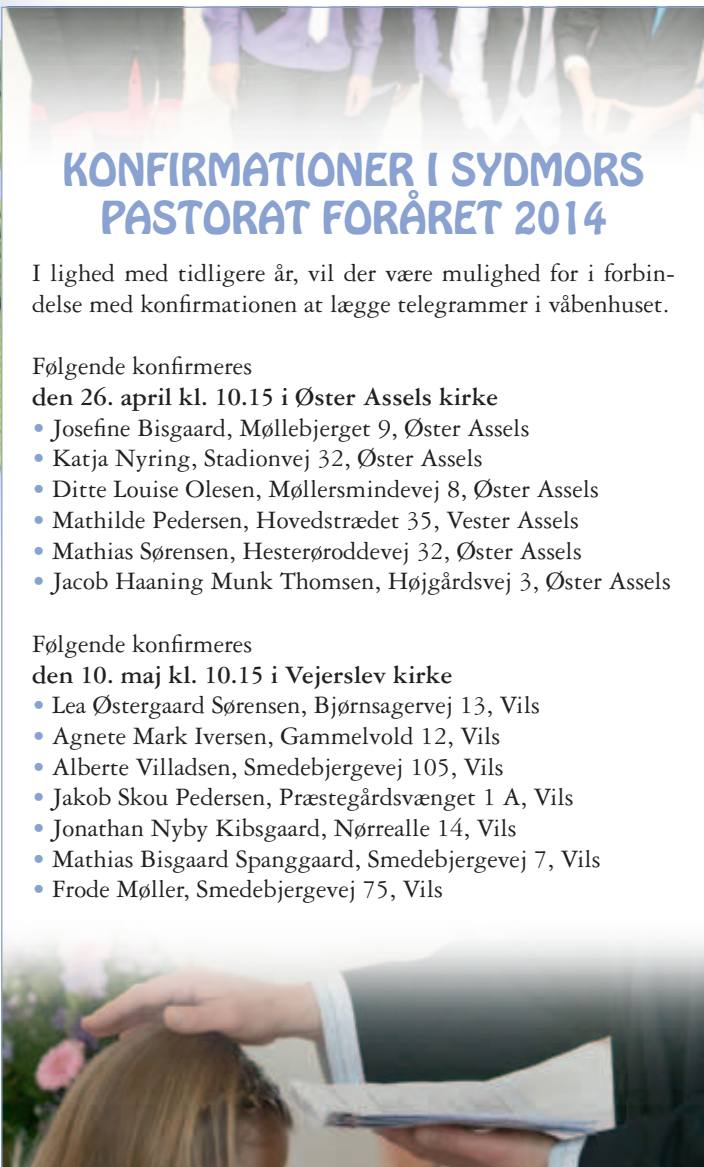 KONFIRMATIONER I SYDMORS
PASTORAT FORÅRET 2014
I lighed med tidligere år, vil der være mulighed for i forbin-
delse med konfirmationen at lægge telegrammer i våbenhuset.
Følgende konfirmeres
den 26. april kl. 10.15 i Øster Assels kirke
• Josefine Bisgaard, Møllebjerget 9, Øster Assels
• Katja Nyring, Stadionvej 32, Øster Assels
• Ditte Louise Olesen, Møllersmindevej 8, Øster Assels
• Mathilde Pedersen, Hovedstrædet 35, Vester Assels
• Mathias Sørensen, Hesterøroddevej 32, Øster Assels
• Jacob Haaning Munk Thomsen, Højgårdsvej 3, Øster Assels
Følgende konfirmeres
den 10. maj kl. 10.15 i Vejerslev kirke
• Lea Østergaard Sørensen, Bjørnsagervej 13, Vils
• Agnete Mark Iversen, Gammelvold 12, Vils
• Alberte Villadsen, Smedebjergevej 105, Vils
• Jakob Skou Pedersen, Præstegårdsvænget 1 A, Vils
• Jonathan Nyby Kibsgaard, Nørrealle 14, Vils
• Mathias Bisgaard Spanggaard, Smedebjergevej 7, Vils
• Frode Møller, Smedebjergevej 75, Vils